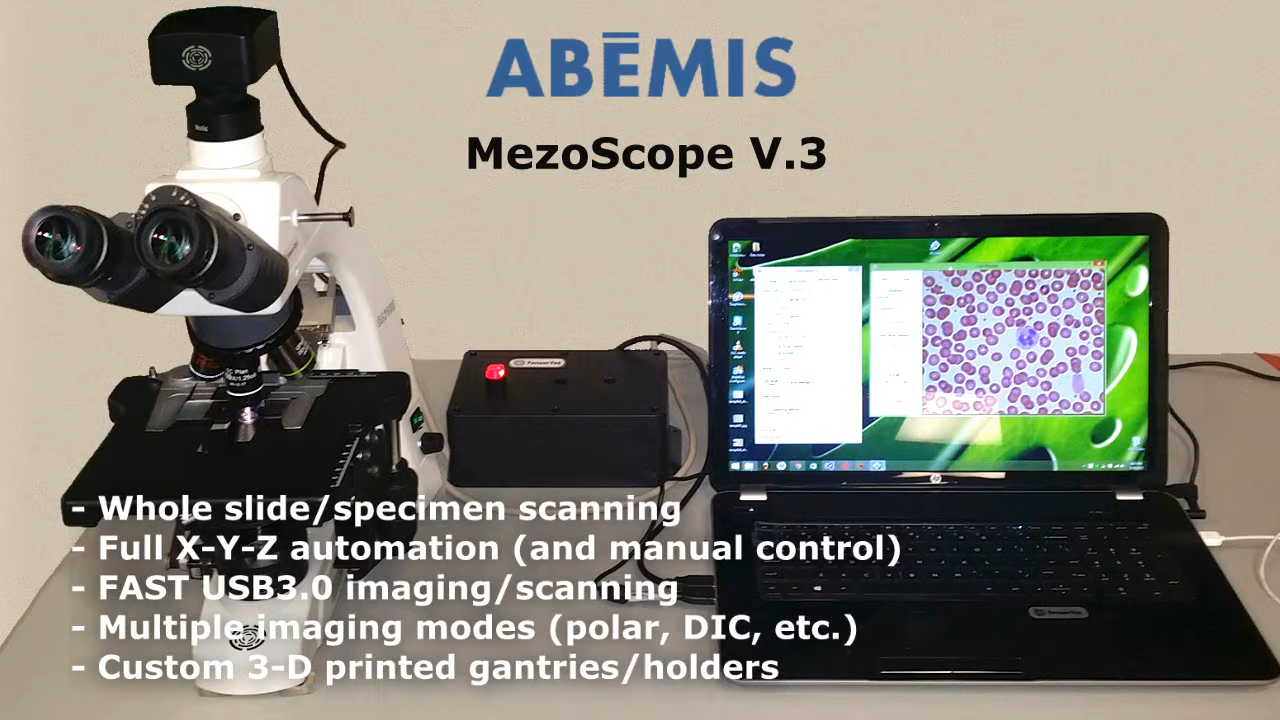 ABĒMIS
MezoScope V.3
Motic
- Whole slide/specimen scanning
- Full X-Y-Z automation (and manual control)
- FAST USB3.0 imaging/scanning
- Multiple imaging modes (polar, DIC, etc.)
- Custom 3-D printed gantries/holders